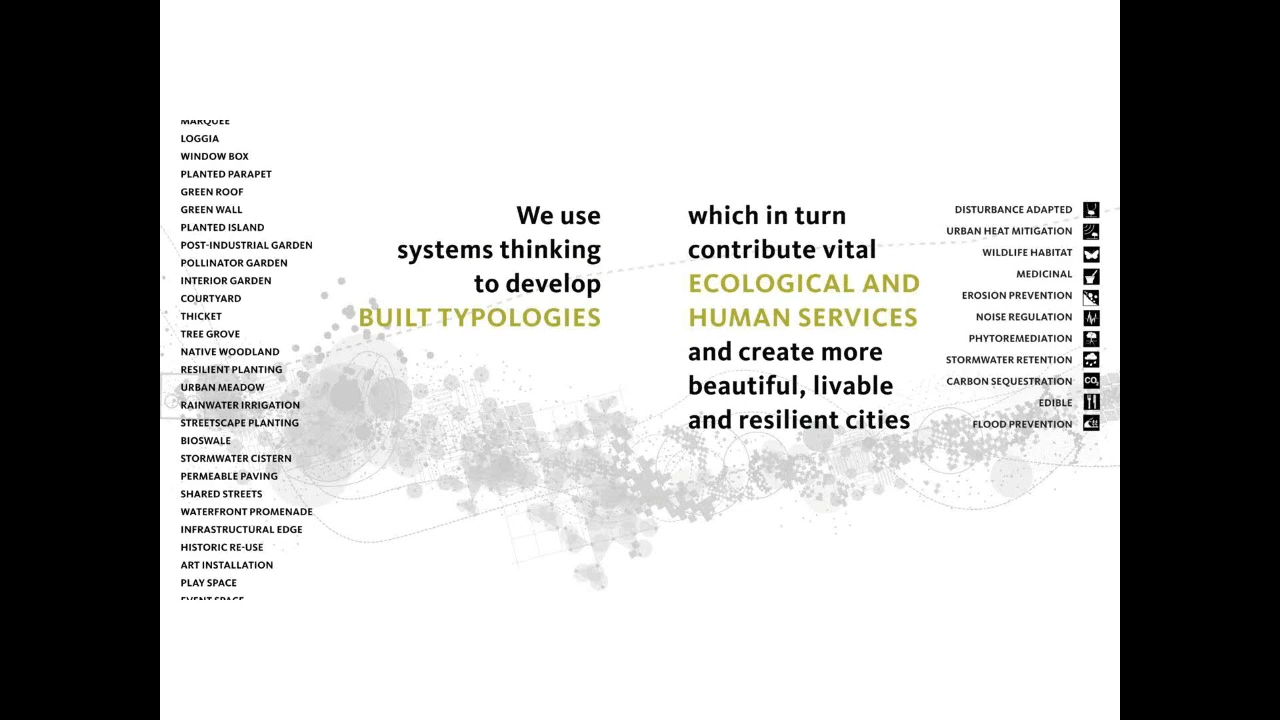 MARQUEE
LOGGIA
WINDOW BOX
PLANTED PARAPET
GREEN ROOF
GREEN WALL
PLANTED ISLAND
POST-INDUSTRIAL GARDEN
POLLINATOR GARDEN
INTERIOR GARDEN
COURTYARD
THICKET
TREE GROVE
NATIVE WOODLAND
RESILIENT PLANTING
URBAN MEADOW
RAINWATER IRRIGATION
STREETSCAPE PLANTING
BIOSWALE
STORMWATER CISTERN
PERMEABLE PAVING
SHARED STREETS
WATERFRONT PROMENADE
INFRASTRUCTURAL EDGE
HISTORIC RE-USE
ART INSTALLATION
PLAY SPACE
EVENT SPACE
We use
systems thinking
to develop
BUILT TYPOLOGIES
which in turn
contribute vital
ECOLOGICAL AND
HUMAN SERVICES
and create more
beautiful, livable
and resilient cities
DISTURBANCE ADAPTED
URBAN HEAT MITIGATION
WILDLIFE HABITAT
MEDICINAL
EROSION PREVENTION
NOISE REGULATION
PHYTOREMEDIATION
STORMWATER RETENTION
CARBON SEQUESTRATION CO₂
EDIBLE
FLOOD PREVENTION